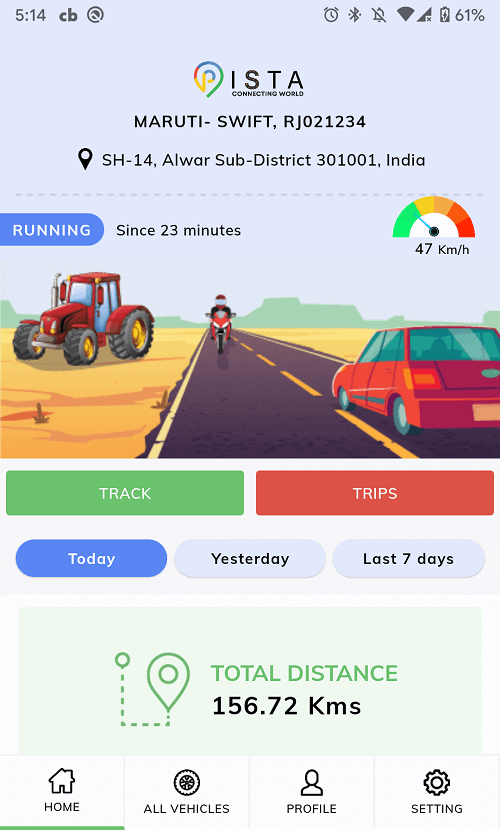 5:14 cb 61%
PISTA
CONNECTING WORLD
MARUTI- SWIFT, RJ021234
SH-14, Alwar Sub-District 301001, India
RUNNING Since 23 minutes
47 Km/h
TRACK TRIPS
Today Yesterday Last 7 days
TOTAL DISTANCE
156.72 Kms
HOME ALL VEHICLES PROFILE SETTING